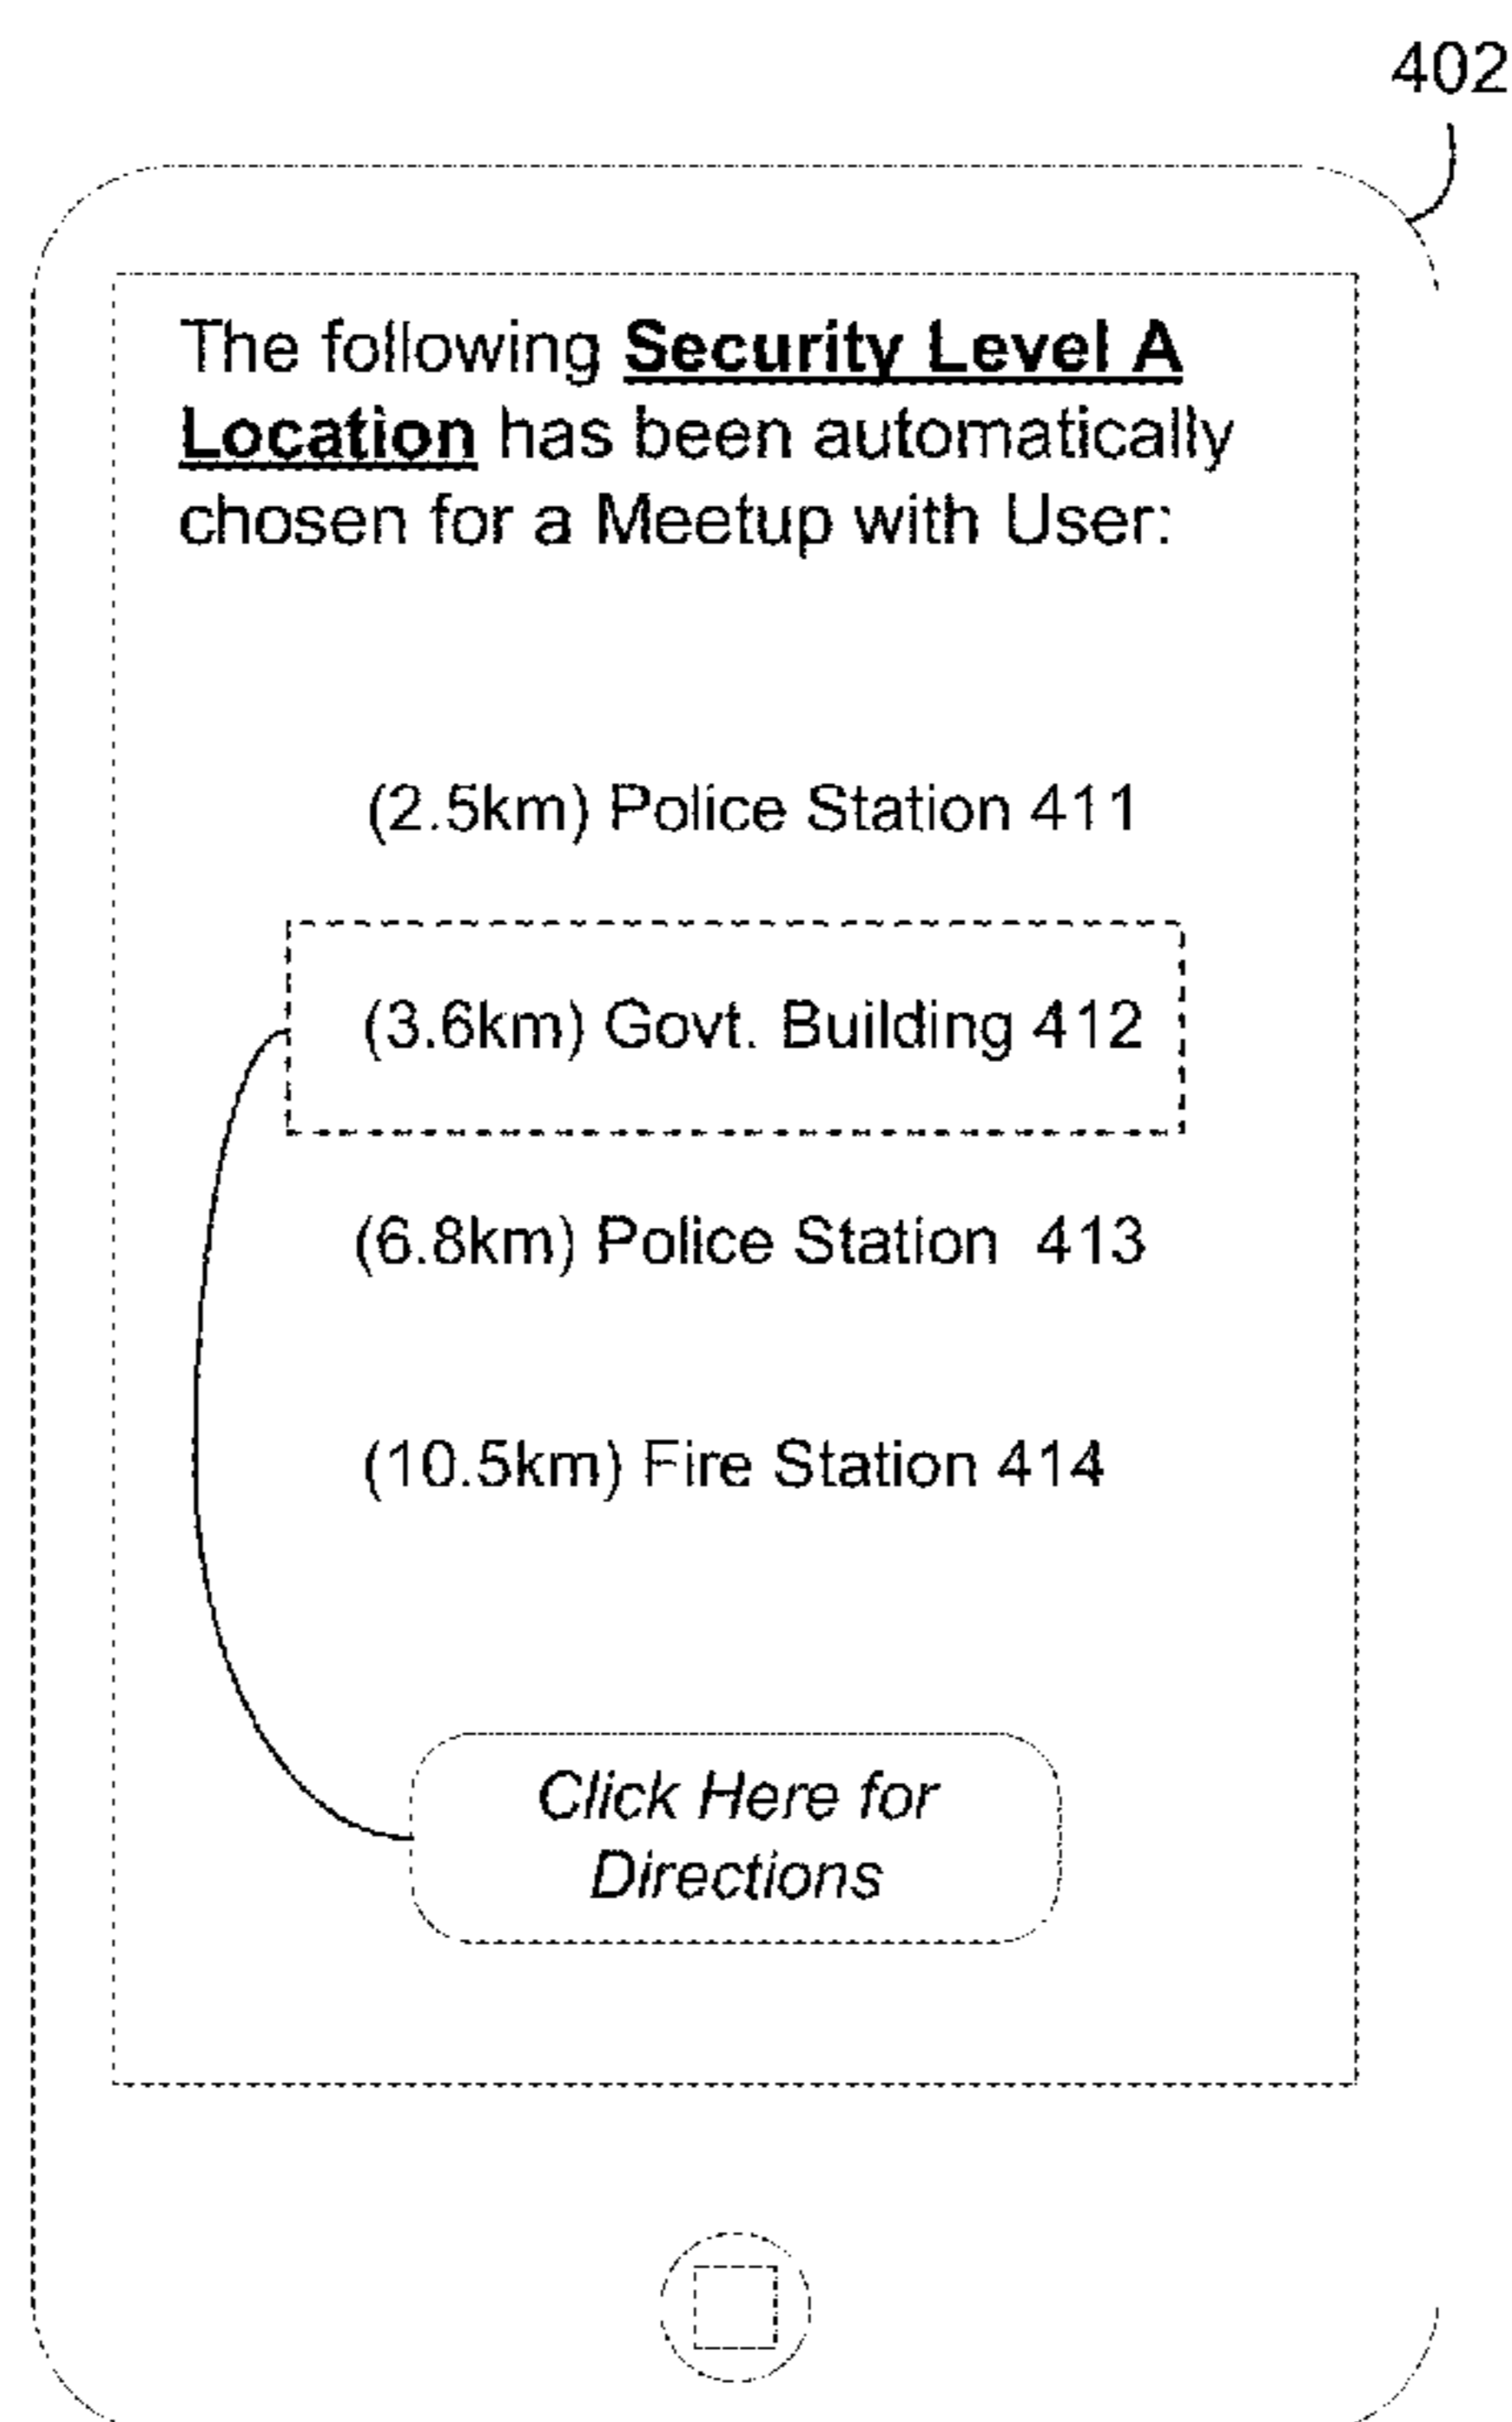 402
The following Security Level A
Location has been automatically
chosen for a Meetup with User:
(2.5km) Police Station 411
(3.6km) Govt. Building 412
(6.8km) Police Station 413
(10.5km) Fire Station 414
Click Here for
Directions